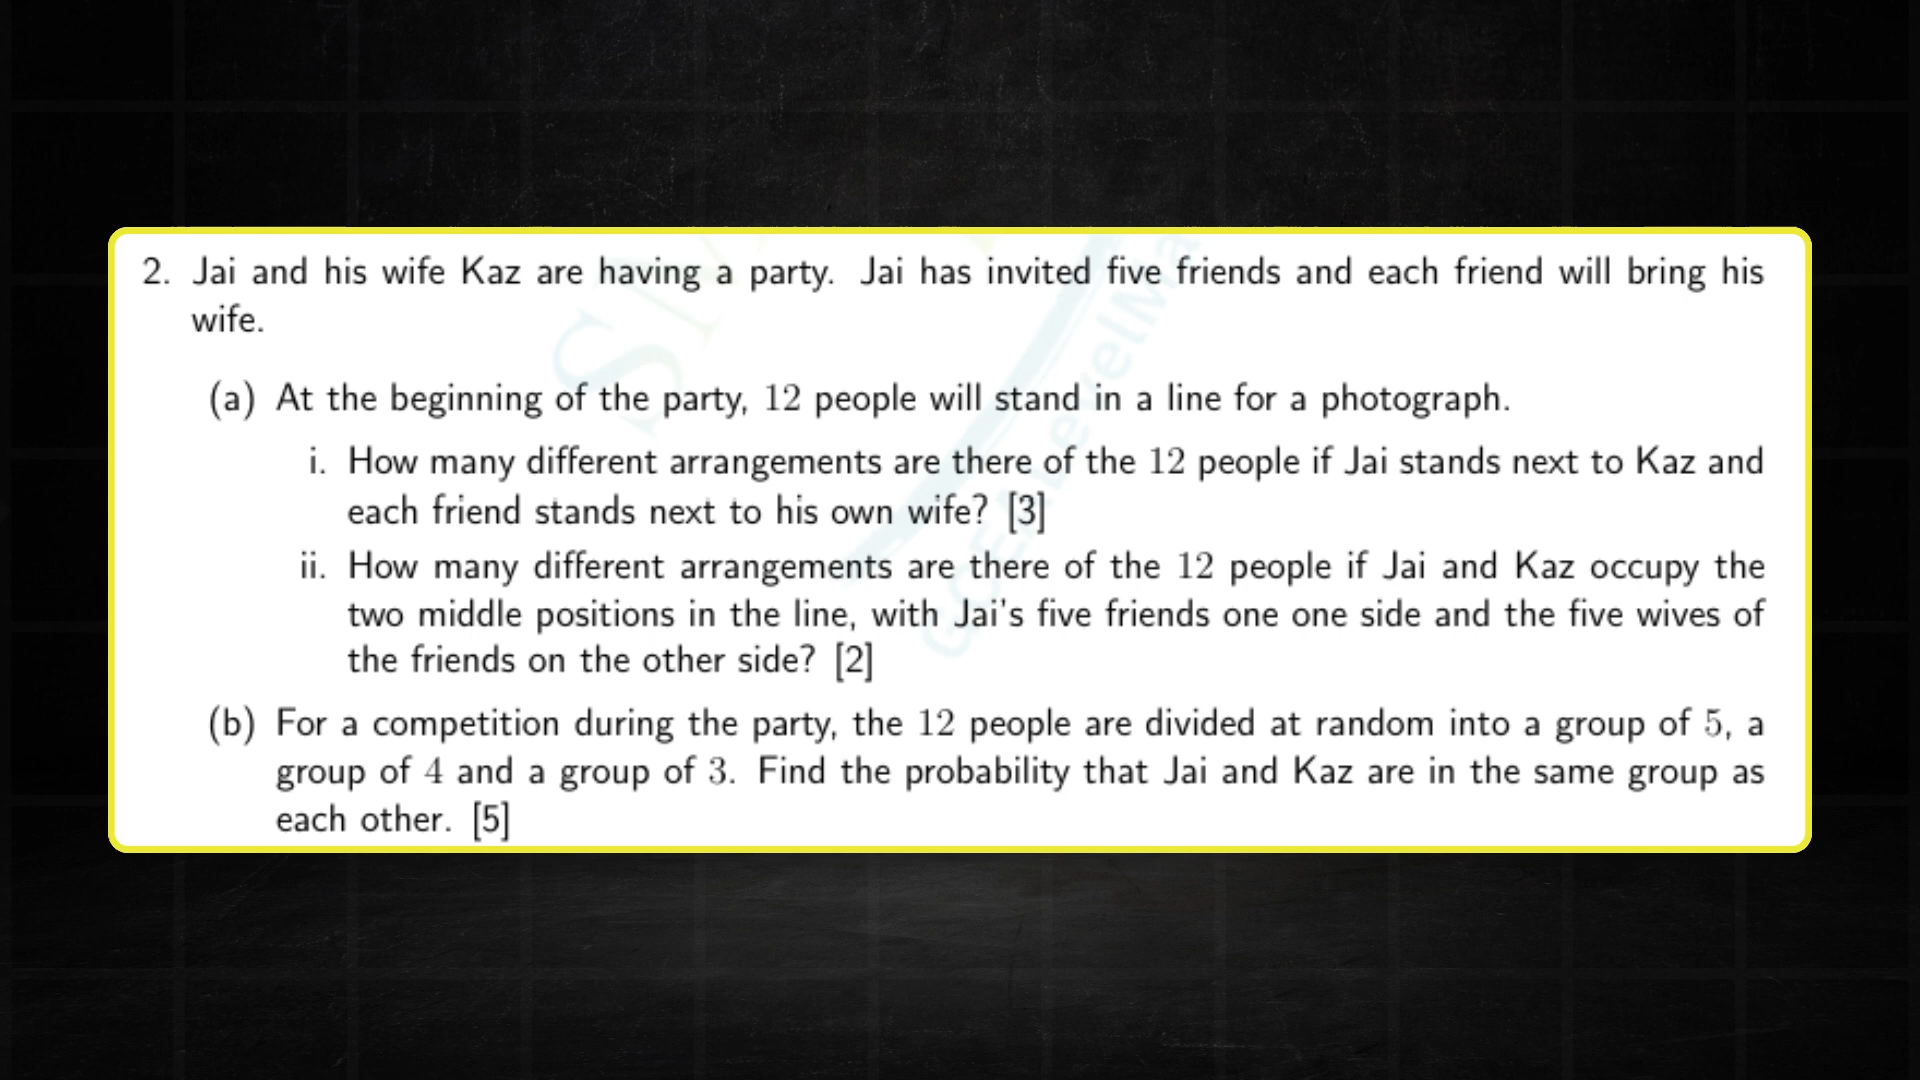 2. Jai and his wife Kaz are having a party. Jai has invited five friends and each friend will bring his
wife.
(a) At the beginning of the party, 12 people will stand in a line for a photograph.
i. How many different arrangements are there of the 12 people if Jai stands next to Kaz and
each friend stands next to his own wife? [3]
ii. How many different arrangements are there of the 12 people if Jai and Kaz occupy the
two middle positions in the line, with Jai's five friends one one side and the five wives of
the friends on the other side? [2]
(b) For a competition during the party, the 12 people are divided at random into a group of 5, a
group of 4 and a group of 3. Find the probability that Jai and Kaz are in the same group as
each other. [5]